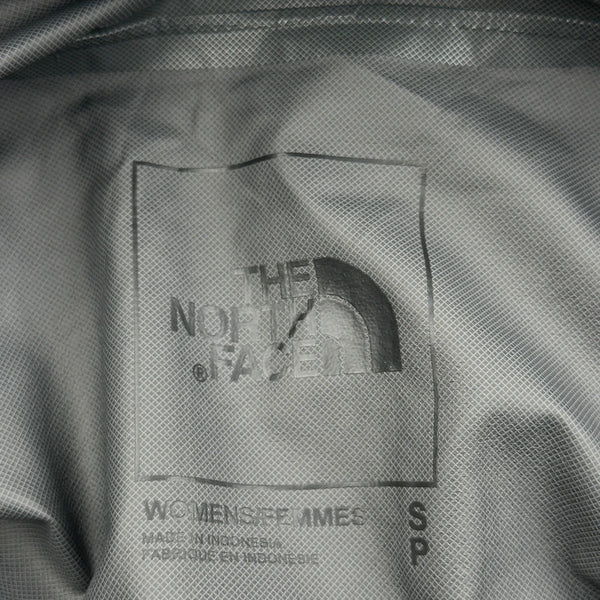 THE
NORTH
® FACE
WOMENS/FEMMES S
MADE IN INDONESIA P
FABRIQUE EN INDONESIE